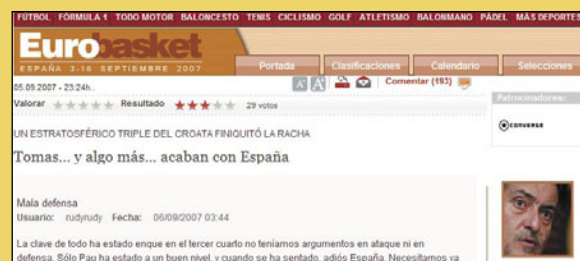 FÚTBOL FÓRMULA 1 TODO MOTOR BALONCESTO TENIS CICLISMO GOLF ATLETISMO BALONMANO PADEL MÁS DEPORTES
Eurobasket
ESPAÑA 3-16 SEPTIEMBRE 2007
Portada Clasificaciones Calendario Selecciones
05.09.2007 - 23:24h. A A Comentar (193)
Valorar Resultado 29 votos
Patrocinadores:
CONVERSE
UN ESTRATOSFÉRICO TRIPLE DEL CROATA FINIQUITÓ LA RACHA
Tomas... y algo más... acaban con España
Mala defensa
Usuario: rudyrudy Fecha: 06/09/2007 03:44
La clave de todo ha estado enque en el tercer cuarto no teníamos argumentos en ataque ni en
defensa. Sólo Pau ha estado a un buen nivel, y cuando se ha sentado, adiós España. Necesitamos ya